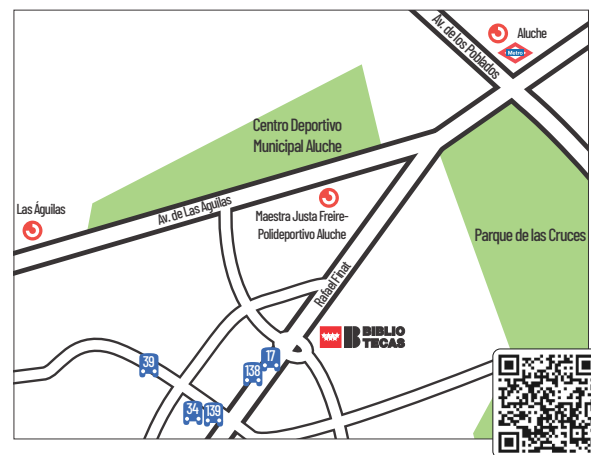 Av. de los Poblados
Aluche
Metro
Centro Deportivo
Municipal Aluche
Las Águilas
Av. de Las Águilas
Maestra Justa Freire-
Polideportivo Aluche
Parque de las Cruces
Rafael Finat
BIBLIO
TECAS
39
17
138
34
139